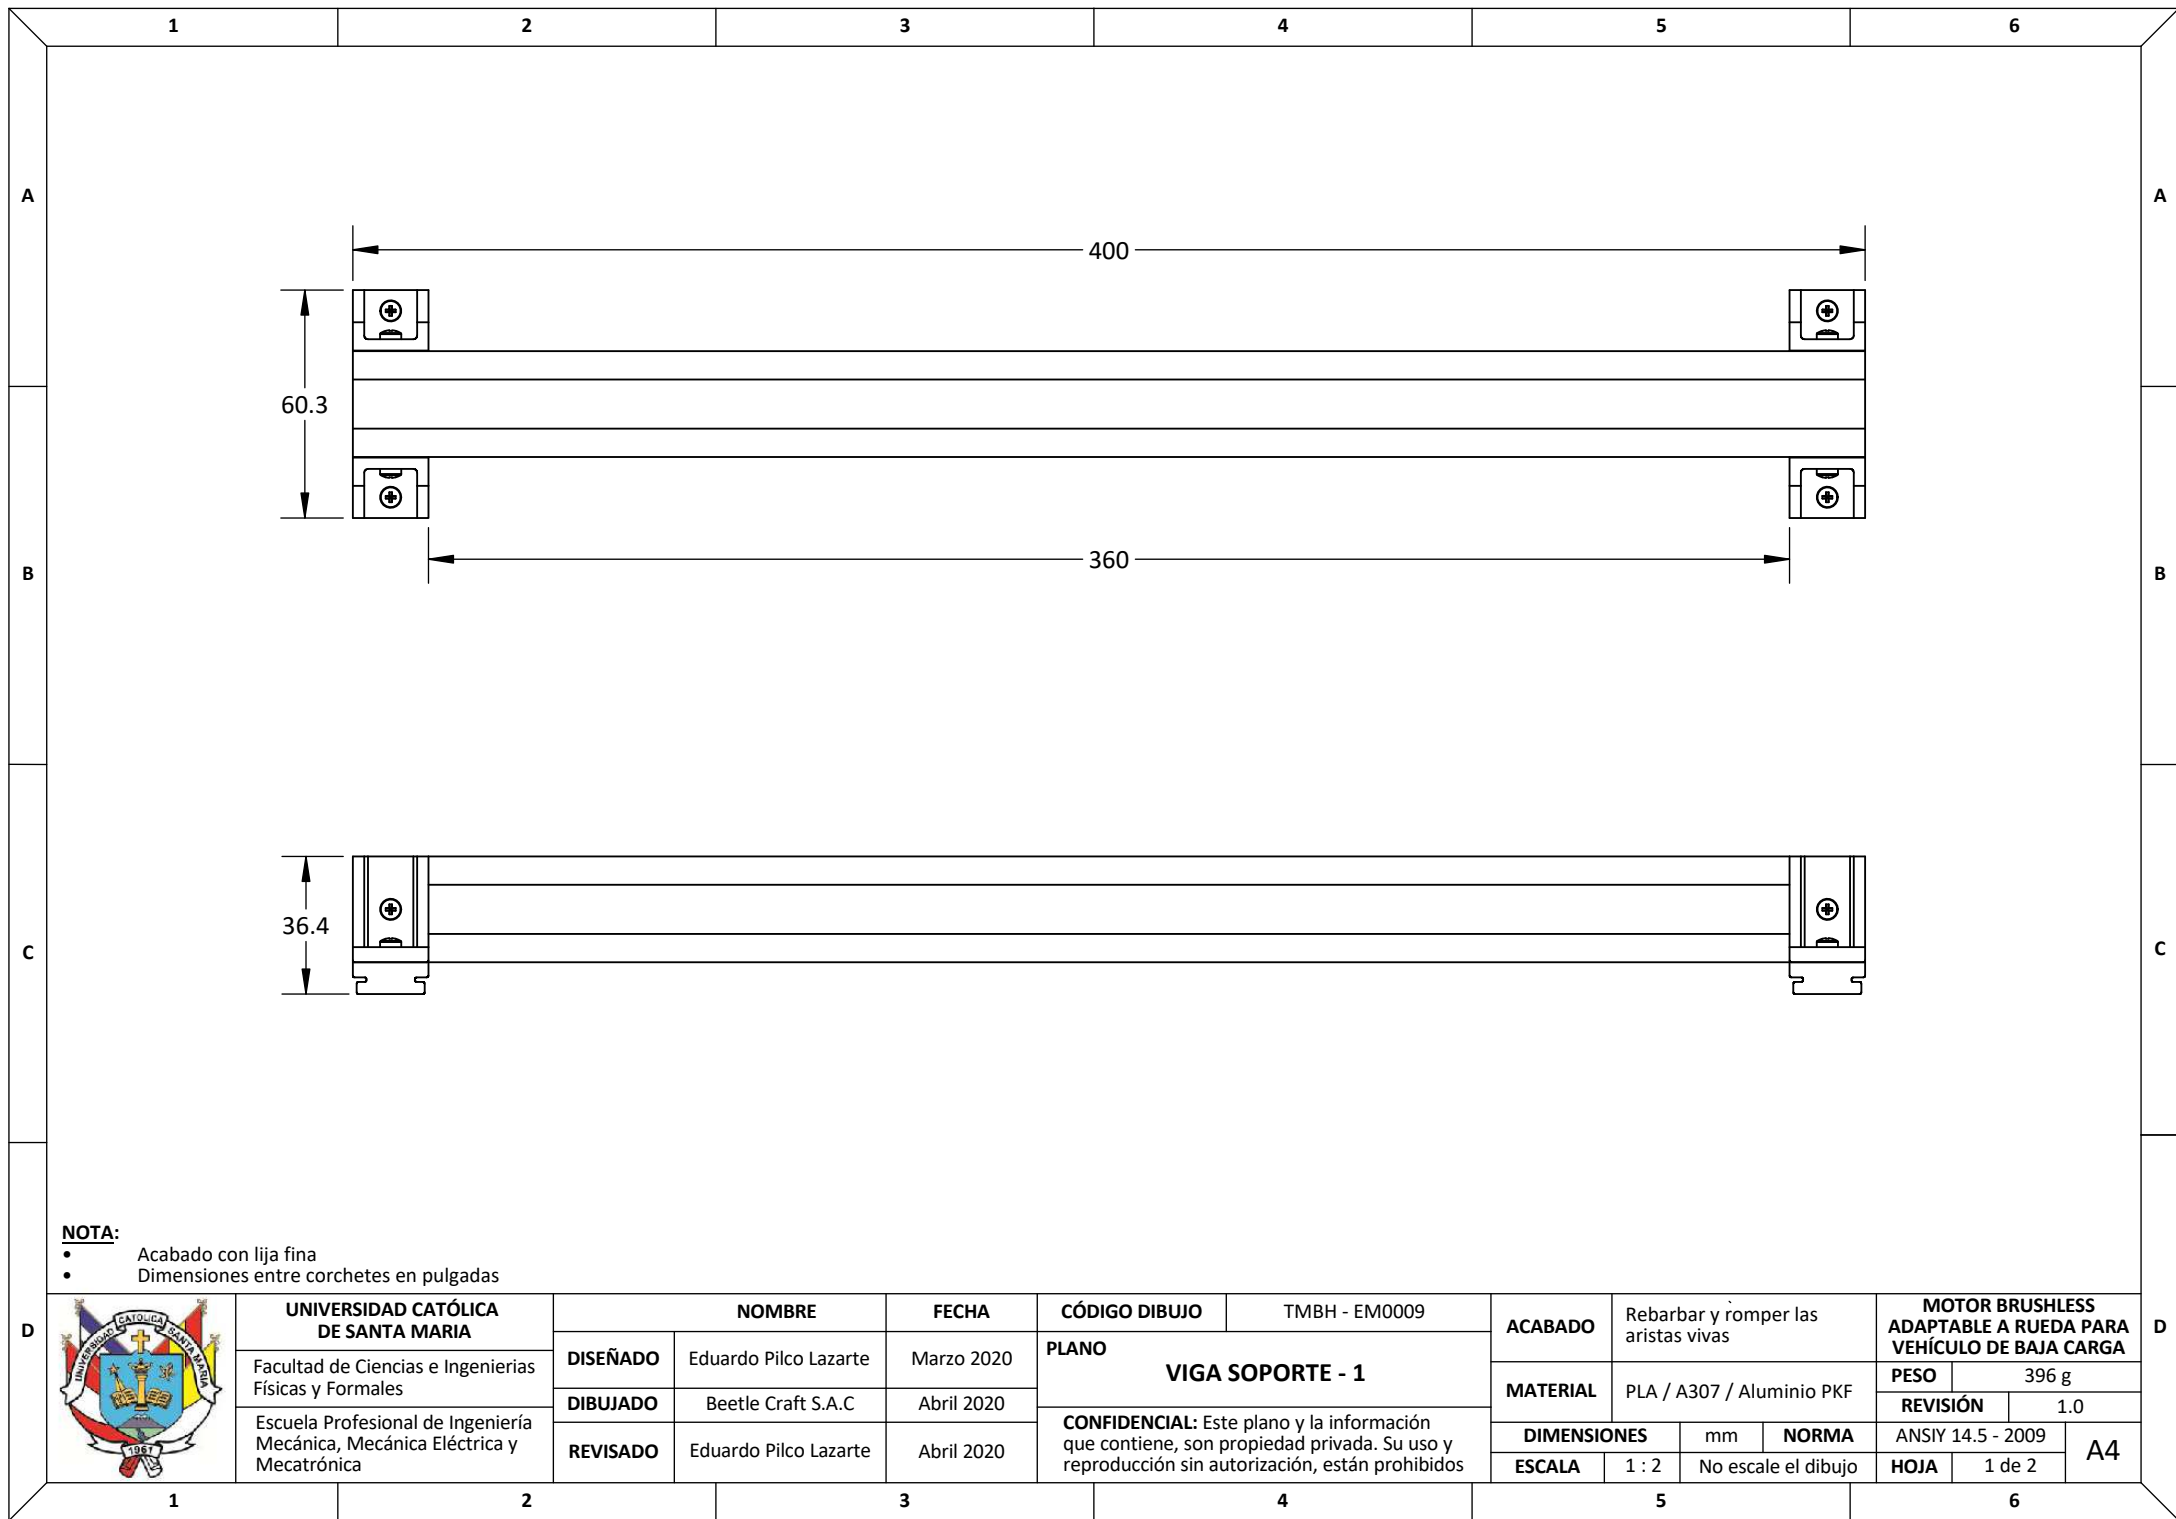 1 2 3 4 5 6
A A
400
60.3
360
B B
36.4
C C
NOTA:
• Acabado con lija fina
• Dimensiones entre corchetes en pulgadas
D D
UNIVERSIDAD CATOLICA SANTA MARIA
1961
UNIVERSIDAD CATÓLICA
DE SANTA MARIA
Facultad de Ciencias e Ingenierias
Físicas y Formales
Escuela Profesional de Ingeniería
Mecánica, Mecánica Eléctrica y
Mecatrónica
NOMBRE FECHA
DISEÑADO Eduardo Pilco Lazarte Marzo 2020
DIBUJADO Beetle Craft S.A.C Abril 2020
REVISADO Eduardo Pilco Lazarte Abril 2020
CÓDIGO DIBUJO TMBH - EM0009
PLANO
VIGA SOPORTE - 1
CONFIDENCIAL: Este plano y la información
que contiene, son propiedad privada. Su uso y
reproducción sin autorización, están prohibidos
ACABADO Rebarbar y romper las
aristas vivas
MATERIAL PLA / A307 / Aluminio PKF
DIMENSIONES mm NORMA ANSIY 14.5 - 2009
ESCALA 1 : 2 No escale el dibujo HOJA 1 de 2
MOTOR BRUSHLESS
ADAPTABLE A RUEDA PARA
VEHÍCULO DE BAJA CARGA
PESO 396 g
REVISIÓN 1.0
A4
1 2 3 4 5 6